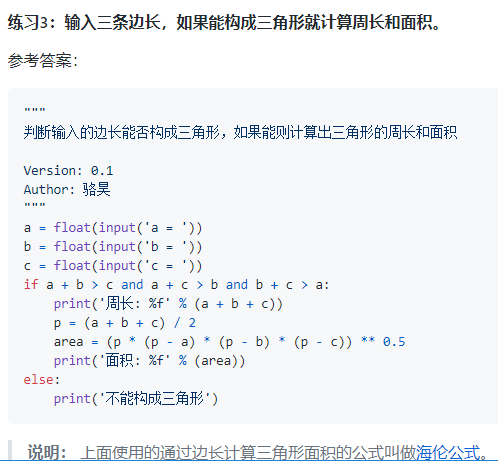 练习3：输入三条边长，如果能构成三角形就计算周长和面积。
参考答案：
"""
判断输入的边长能否构成三角形，如果能则计算出三角形的周长和面积
Version: 0.1
Author: 骆昊
"""
a = float(input('a = '))
b = float(input('b = '))
c = float(input('c = '))
if a + b > c and a + c > b and b + c > a:
    print('周长: %f' % (a + b + c))
    p = (a + b + c) / 2
    area = (p * (p - a) * (p - b) * (p - c)) ** 0.5
    print('面积: %f' % (area))
else:
    print('不能构成三角形')
说明： 上面使用的通过边长计算三角形面积的公式叫做海伦公式。